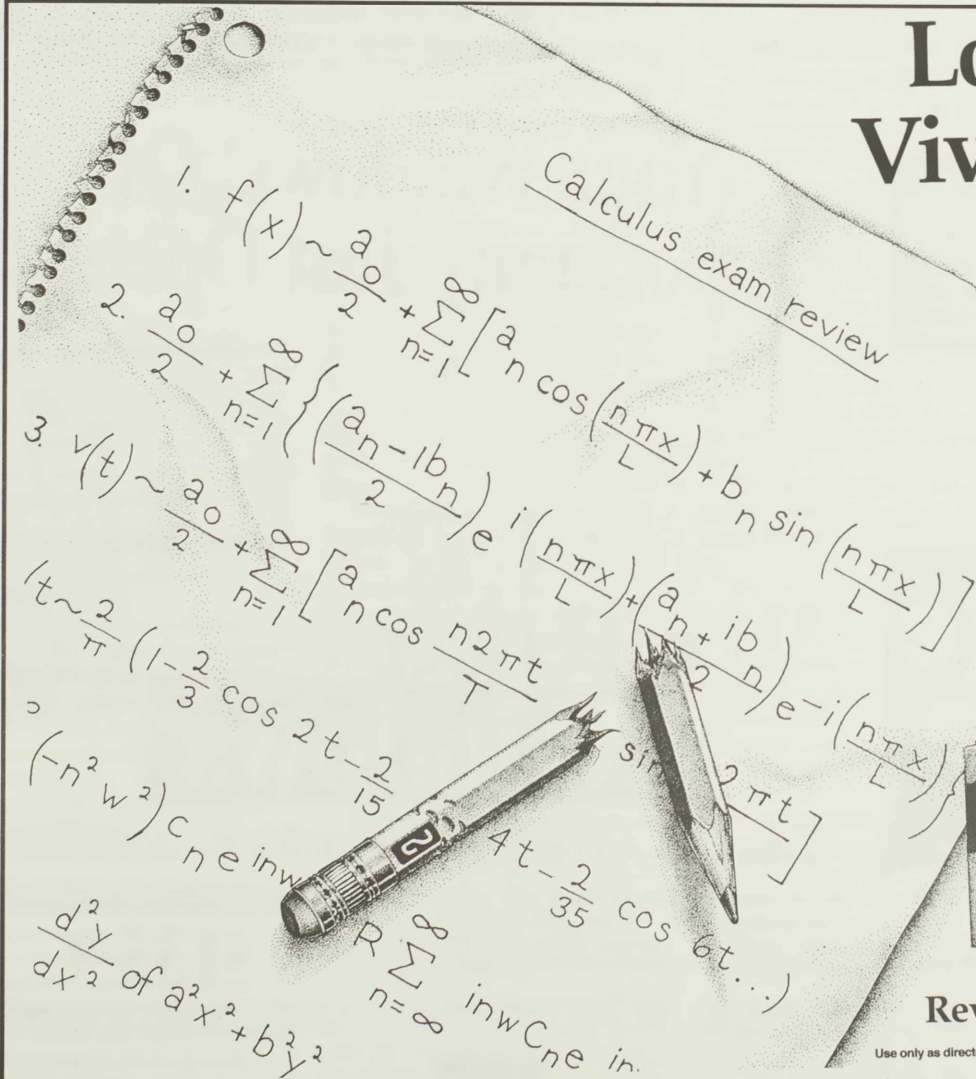 Lo
Viv
Calculus exam review
1. f(x) ~ a₀/2 + ∑ n=1 ∞ [aₙ cos (nπx/L) + bₙ sin (nπx/L)]
2. a₀/2 + ∑ n=1 ∞ {(aₙ - 1bₙ/2) e i(nπx/L) + (aₙ + ibₙ/2) e -i(nπx/L)}
3. v(t) ~ a₀/2 + ∑ n=1 ∞ [aₙ cos n2πt/T sin 2πt]
t ~ 2/π (1 - 2/3 cos 2t - 2/15 4t - 2/35 cos 6t...)
(-n²w²) Cₙe inw R ∑ n=∞ ∞ inwCₙe in.
d²y/dx² of a²x² + b²y²
2
Rev
Use only as direct